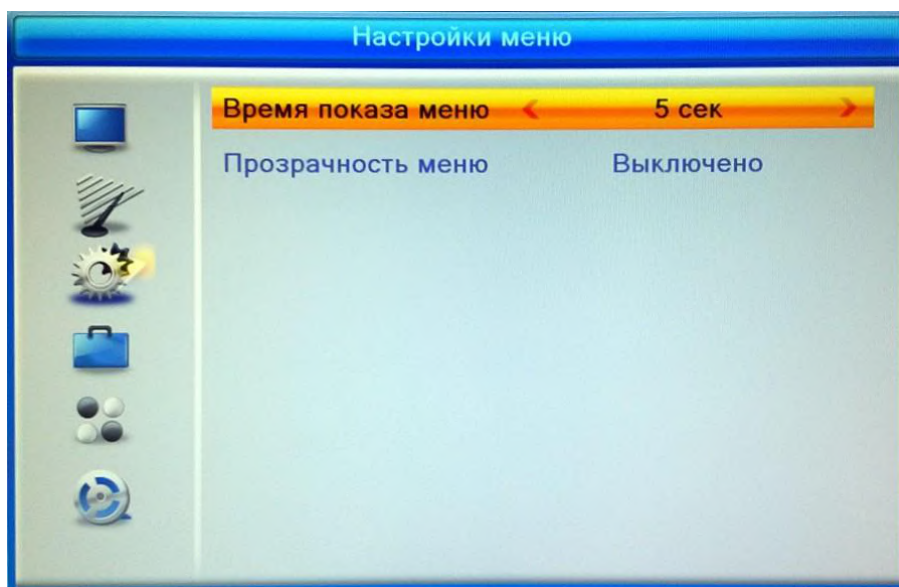 Настройки меню
Время показа меню 5 сек
Прозрачность меню Выключено